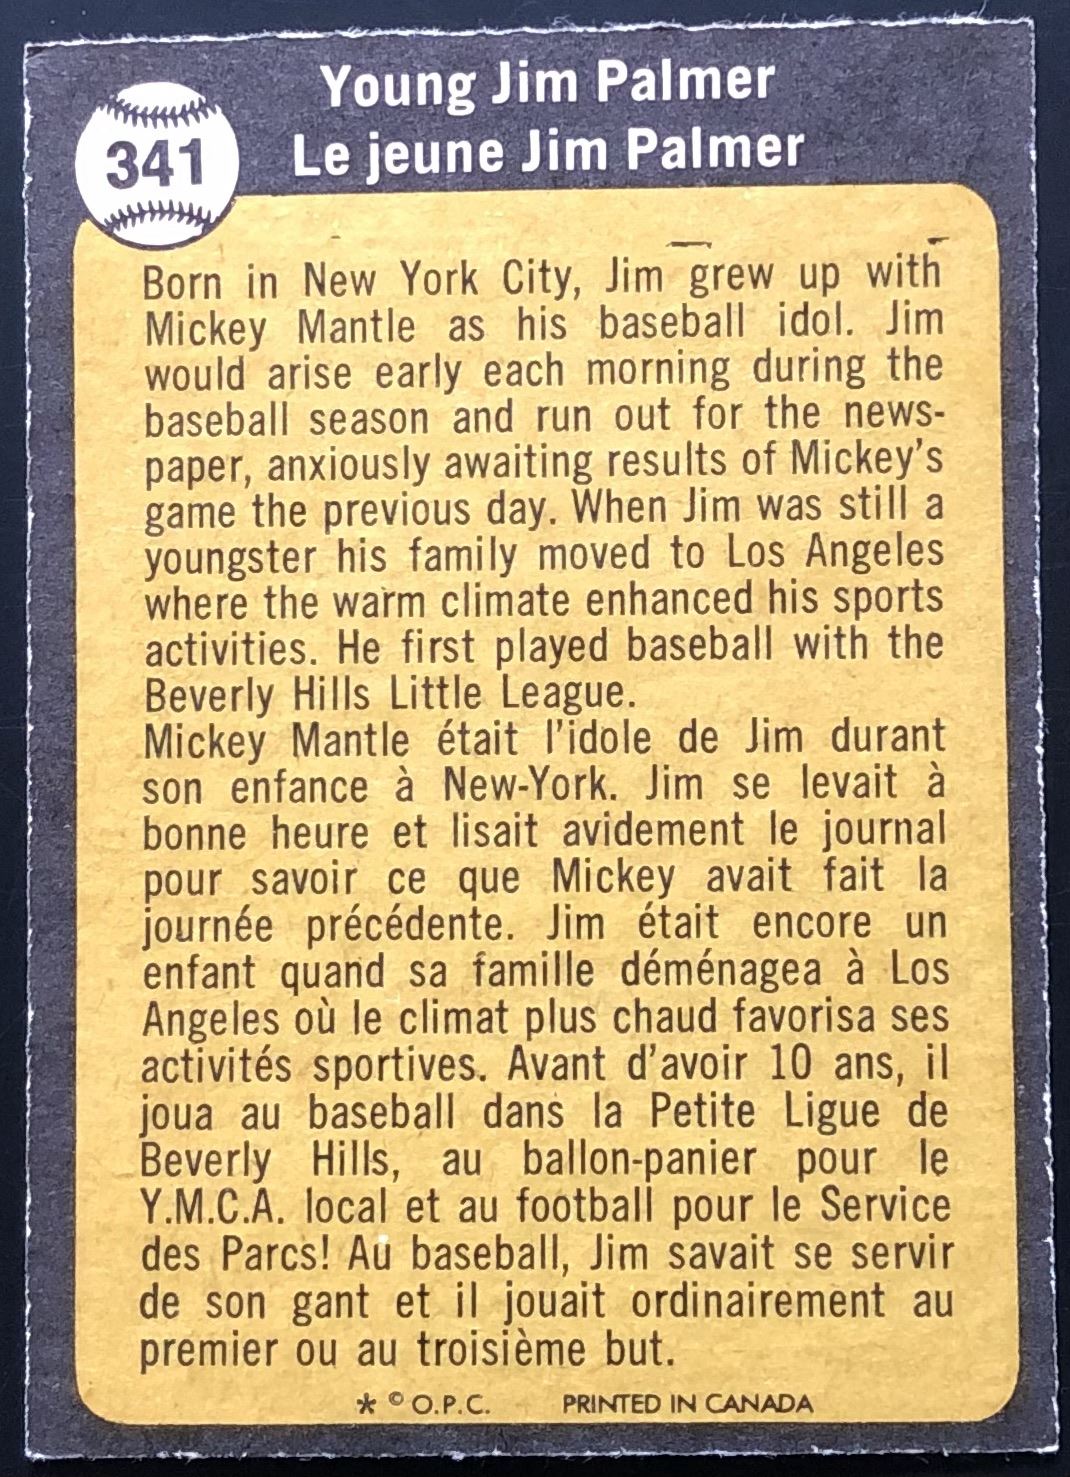 341
Young Jim Palmer
Le jeune Jim Palmer
Born in New York City, Jim grew up with
Mickey Mantle as his baseball idol. Jim
would arise early each morning during the
baseball season and run out for the news-
paper, anxiously awaiting results of Mickey's
game the previous day. When Jim was still a
youngster his family moved to Los Angeles
where the warm climate enhanced his sports
activities. He first played baseball with the
Beverly Hills Little League.
Mickey Mantle était l'idole de Jim durant
son enfance à New-York. Jim se levait à
bonne heure et lisait avidement le journal
pour savoir ce que Mickey avait fait la
journée précédente. Jim était encore un
enfant quand sa famille déménagea à Los
Angeles où le climat plus chaud favorisa ses
activités sportives. Avant d'avoir 10 ans, il
joua au baseball dans la Petite Ligue de
Beverly Hills, au ballon-panier pour le
Y.M.C.A. local et au football pour le Service
des Parcs! Au baseball, Jim savait se servir
de son gant et il jouait ordinairement au
premier ou au troisième but.
* © O.P.C. PRINTED IN CANADA